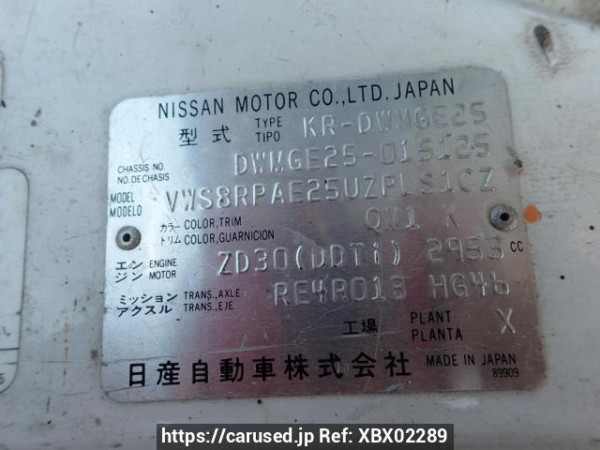 NISSAN MOTOR CO.,LTD. JAPAN
型式 TYPE TIPO KR-DWMGE25
CHASSIS NO. NO. DE CHASIS DWMGE25-015125
MODEL MODELO VWS8RPAE25UZPLS1CZ
カラー COLOR, TRIM トリム COLOR, GUARNICION QM1 K
エンジン ENGINE MOTOR ZD30(DDTi) 2953 cc
ミッション アクスル TRANS.,AXLE TRANS.,EJE RE4R01B HG46
工場 PLANT PLANTA X
日産自動車株式会社 MADE IN JAPAN
89909
https://carused.jp Ref: XBX02289